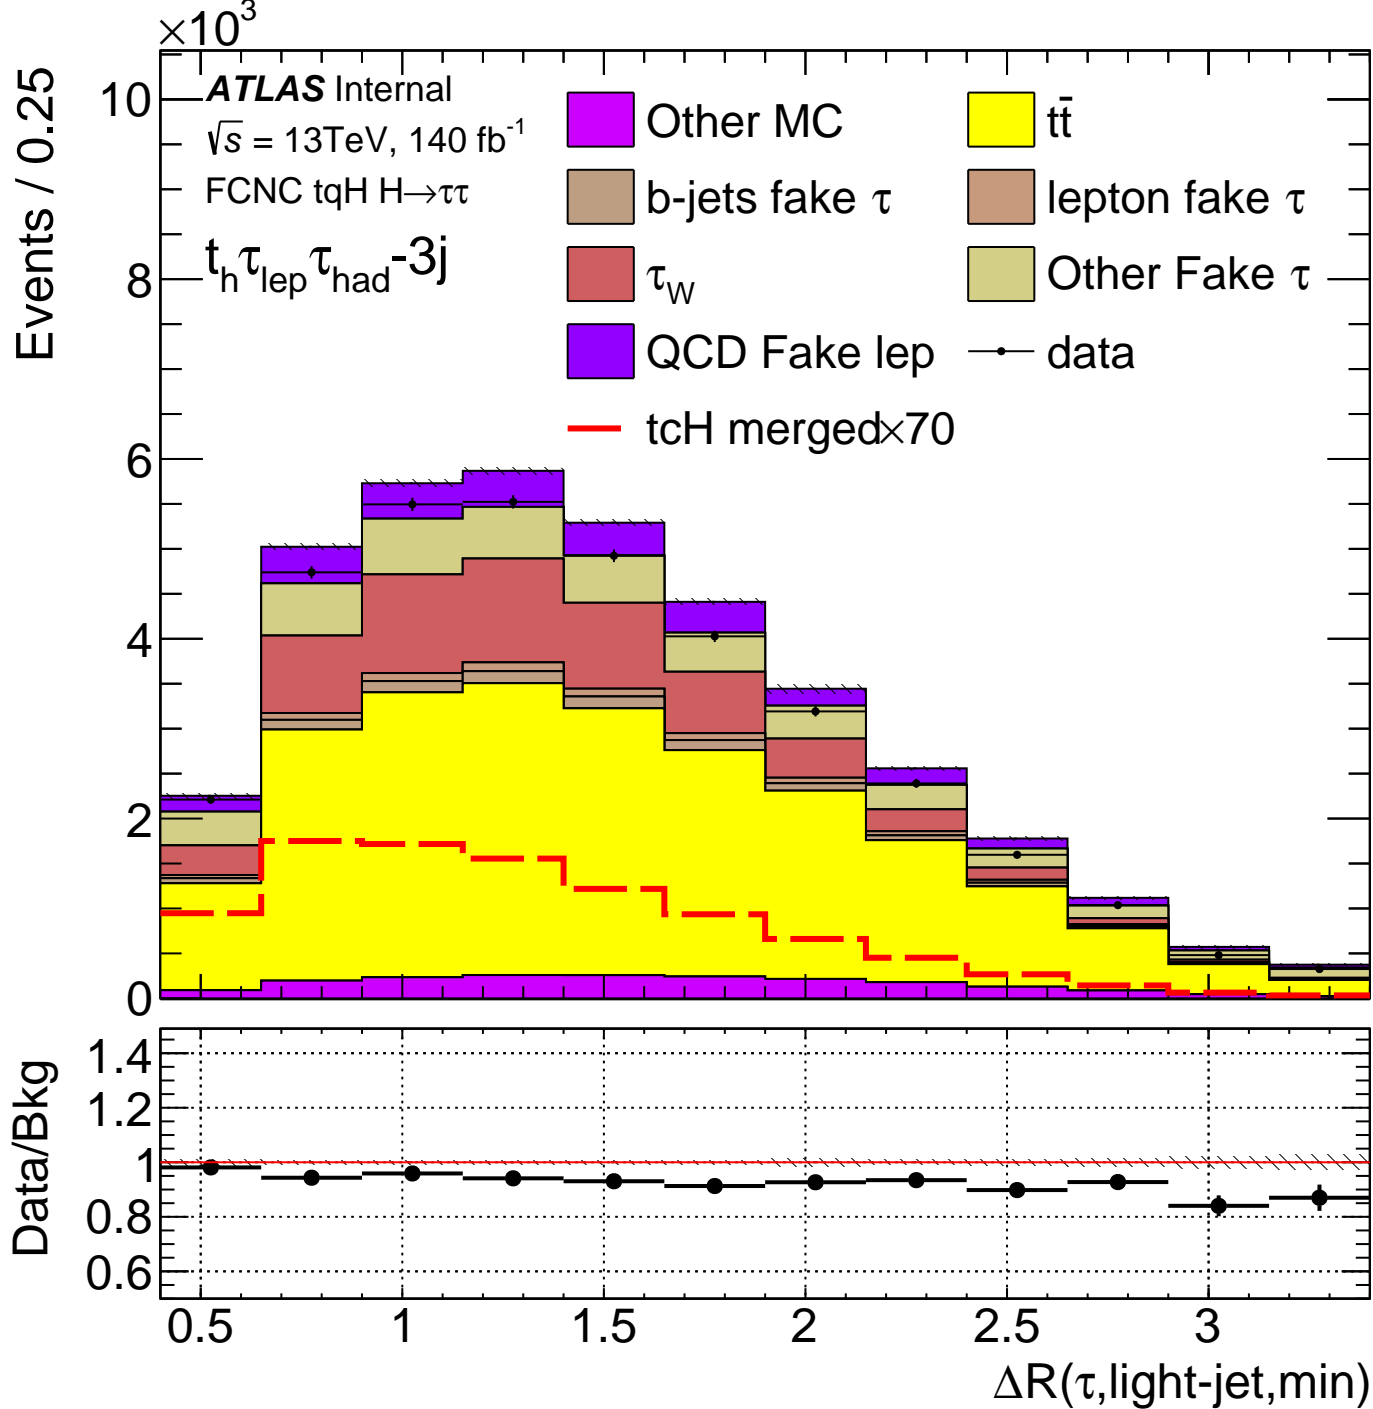 ×10³
Events / 0.25
10
8
6
4
2
0
ATLAS Internal
√s = 13TeV, 140 fb⁻¹
FCNC tqH H→ττ
tₕτ_lepτ_had-3j
Other MC
tt̄
b-jets fake τ
lepton fake τ
τ_W
Other Fake τ
QCD Fake lep
data
tcH merged×70
Data/Bkg
1.4
1.2
1
0.8
0.6
0.5 1 1.5 2 2.5 3
ΔR(τ,light-jet,min)